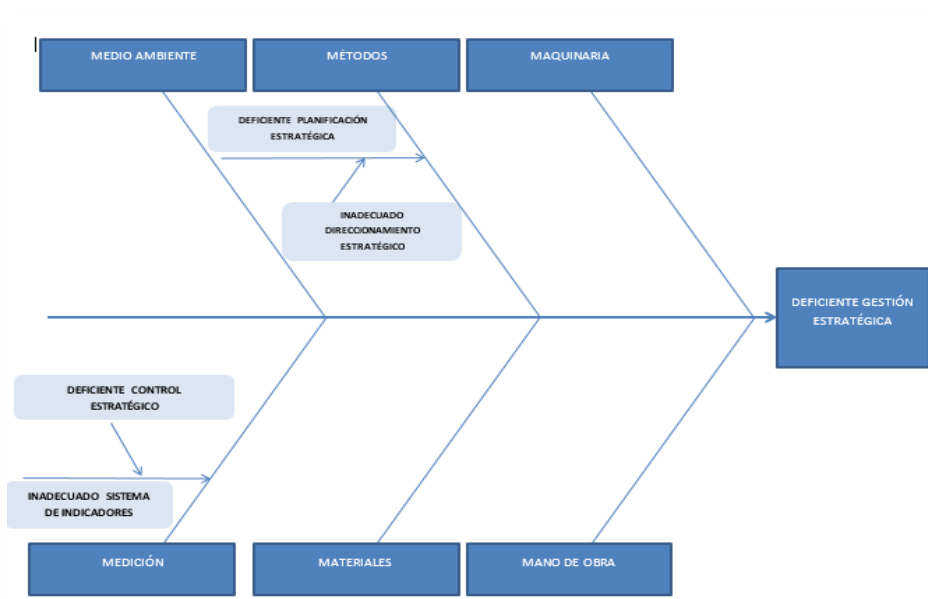 MEDIO AMBIENTE
MÉTODOS
MAQUINARIA
DEFICIENTE PLANIFICACIÓN
ESTRATÉGICA
INADECUADO
DIRECCIONAMIENTO
ESTRATÉGICO
DEFICIENTE GESTIÓN
ESTRATÉGICA
DEFICIENTE CONTROL
ESTRATÉGICO
INADECUADO SISTEMA
DE INDICADORES
MEDICIÓN
MATERIALES
MANO DE OBRA